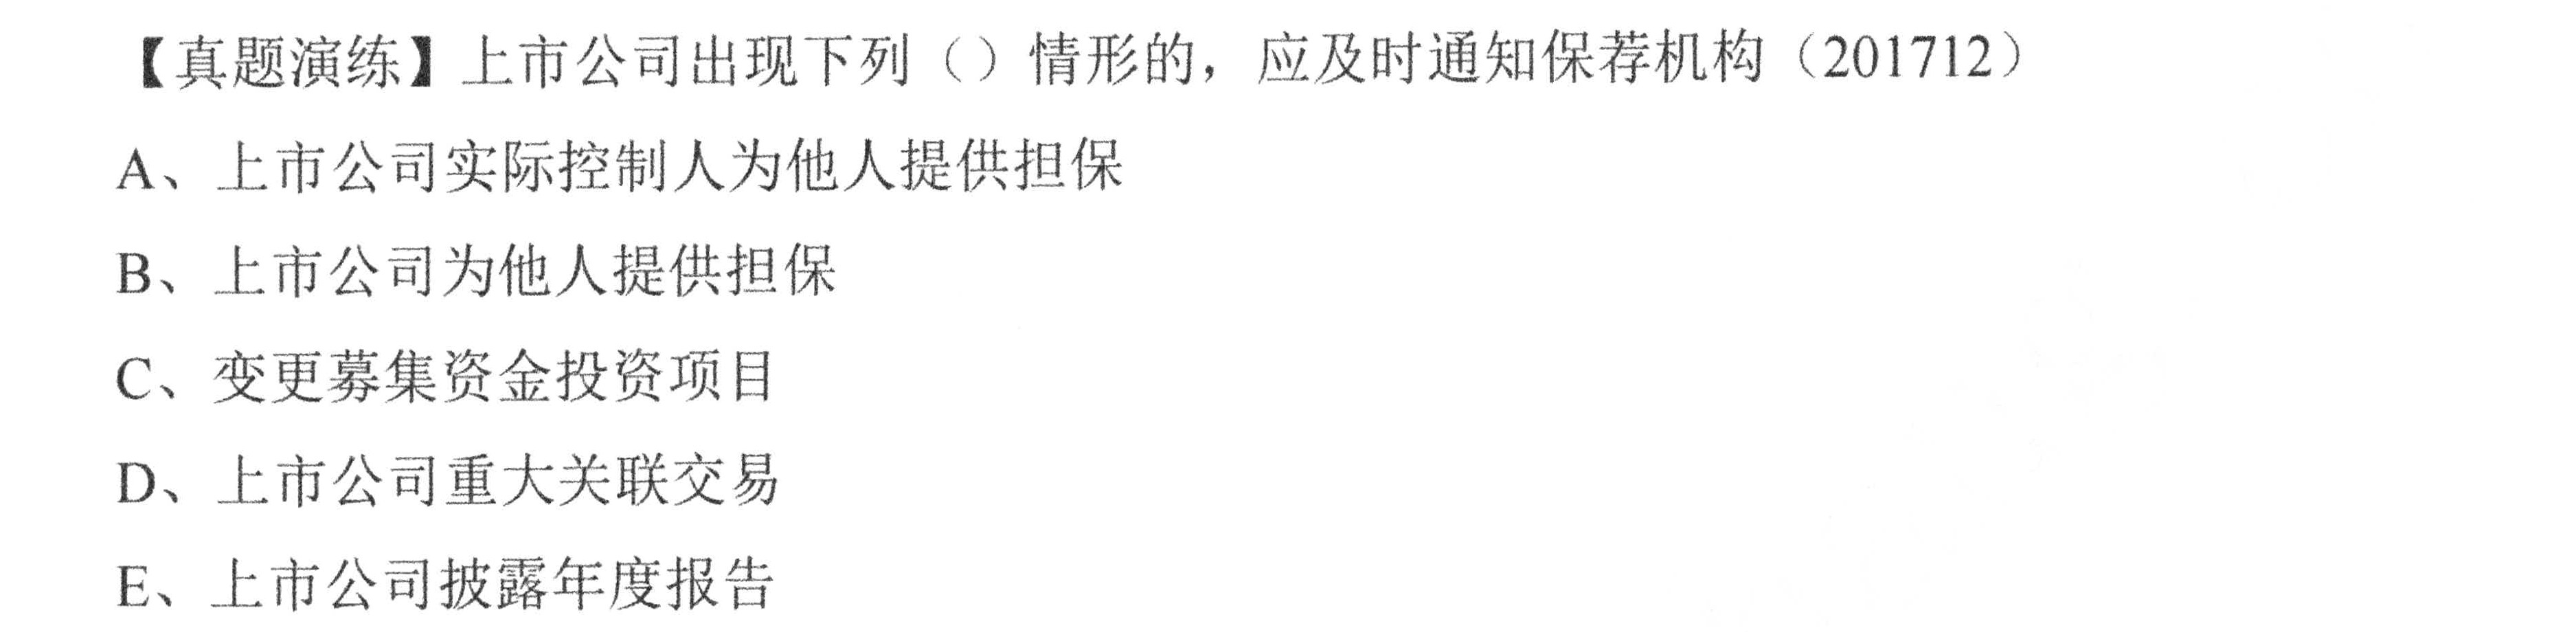 【真题演练】上市公司出现下列（）情形的，应及时通知保荐机构（201712）
A、上市公司实际控制人为他人提供担保
B、上市公司为他人提供担保
C、变更募集资金投资项目
D、上市公司重大关联交易
E、上市公司披露年度报告